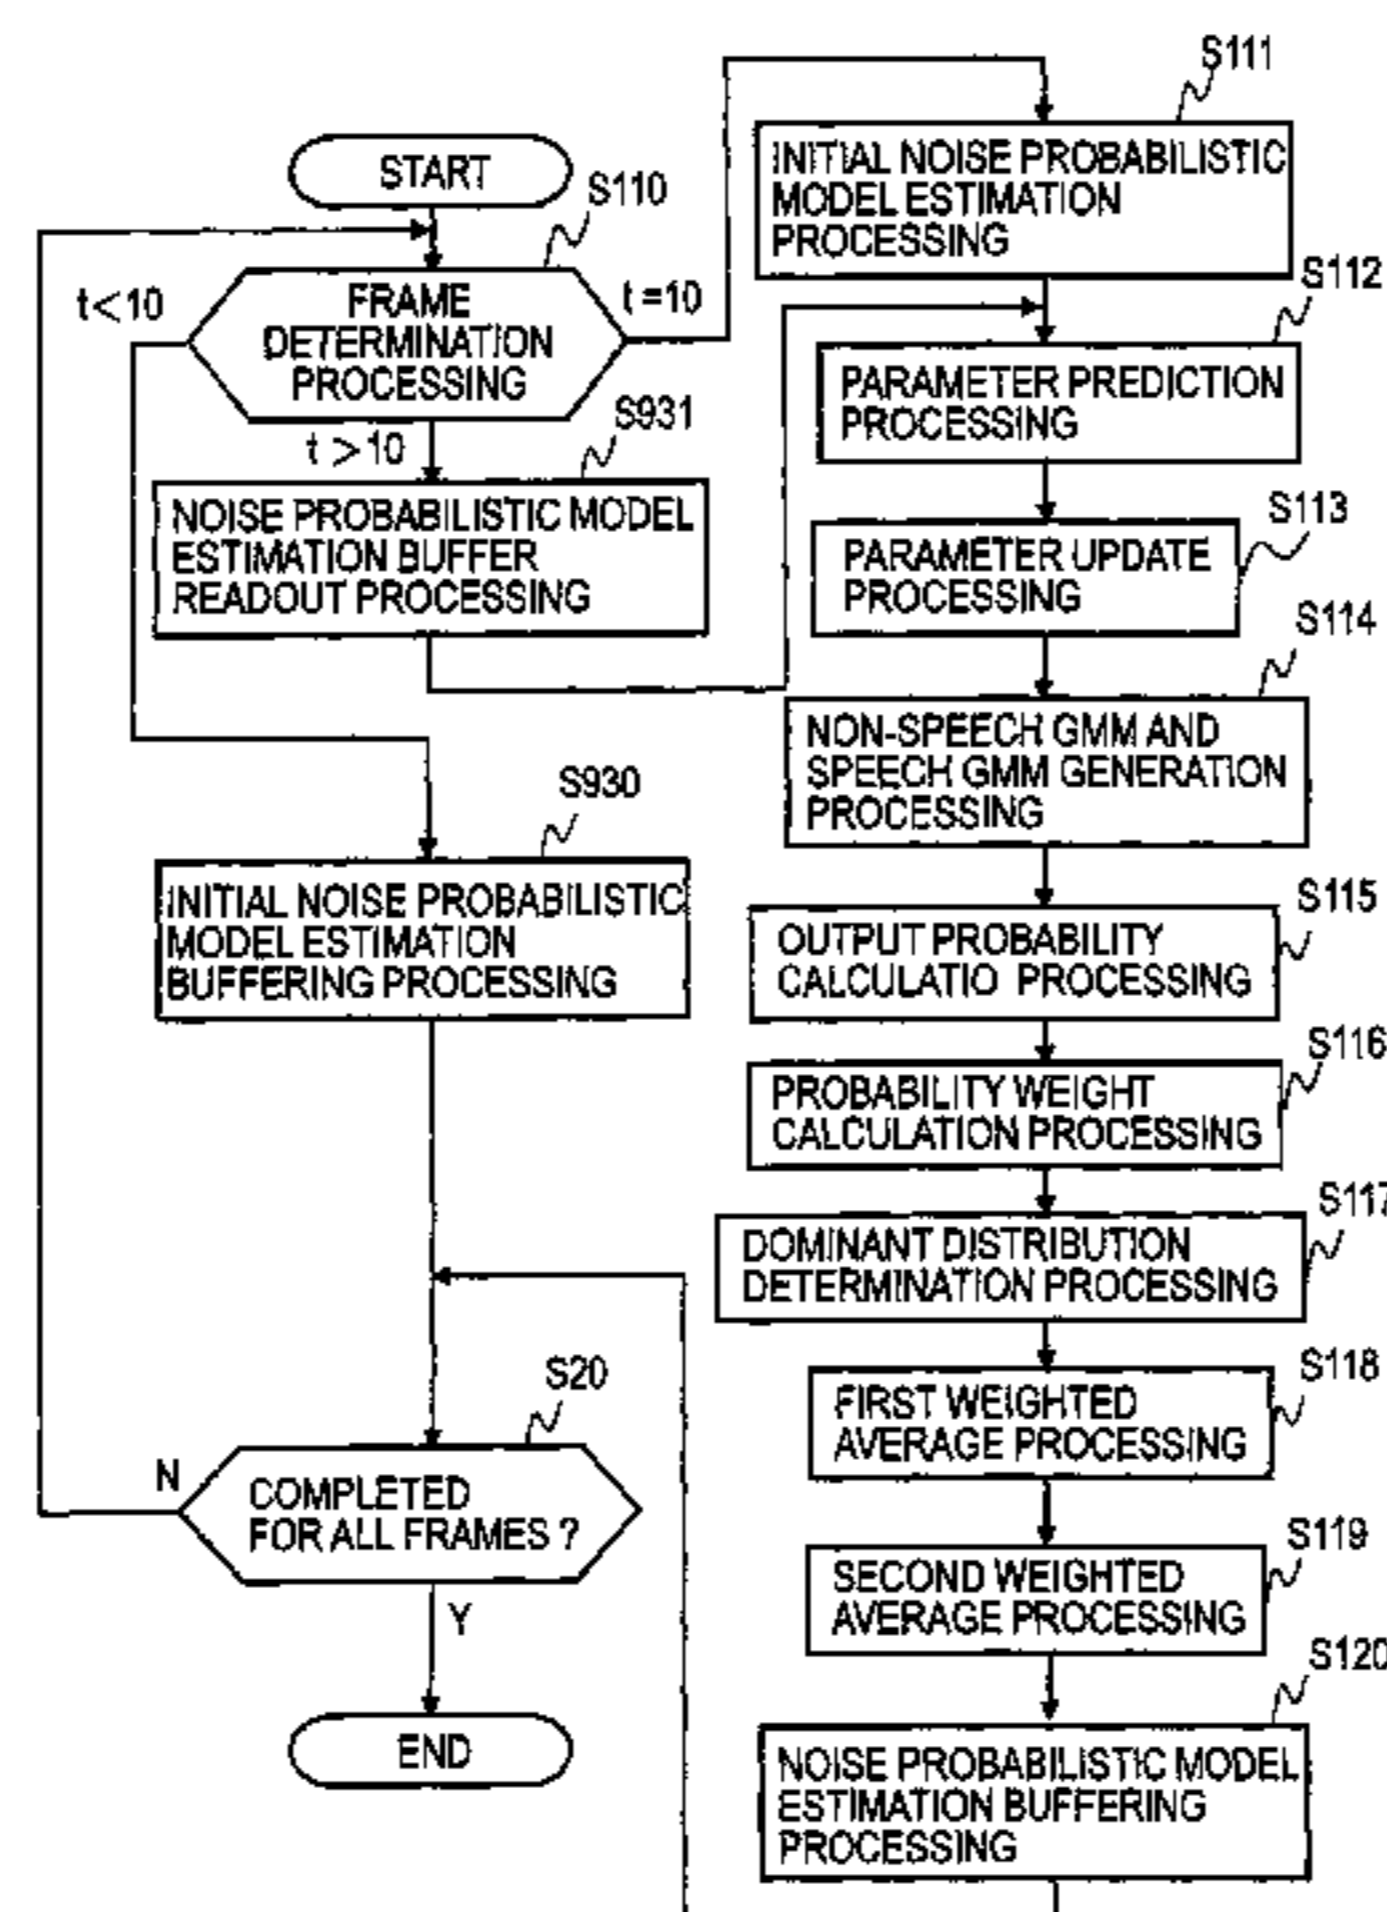 START
S110
t<10
FRAME
DETERMINATION
PROCESSING
t=10
t>10
S931
NOISE PROBABILISTIC MODEL
ESTIMATION BUFFER
READOUT PROCESSING
S930
INITIAL NOISE PROBABILISTIC
MODEL ESTIMATION
BUFFERING PROCESSING
S20
N
COMPLETED
FOR ALL FRAMES ?
Y
END
S111
INITIAL NOISE PROBABILISTIC
MODEL ESTIMATION
PROCESSING
S112
PARAMETER PREDICTION
PROCESSING
S113
PARAMETER UPDATE
PROCESSING
S114
NON-SPEECH GMM AND
SPEECH GMM GENERATION
PROCESSING
S115
OUTPUT PROBABILITY
CALCULATIO PROCESSING
S116
PROBABILITY WEIGHT
CALCULATION PROCESSING
S117
DOMINANT DISTRIBUTION
DETERMINATION PROCESSING
S118
FIRST WEIGHTED
AVERAGE PROCESSING
S119
SECOND WEIGHTED
AVERAGE PROCESSING
S120
NOISE PROBABILISTIC MODEL
ESTIMATION BUFFERING
PROCESSING